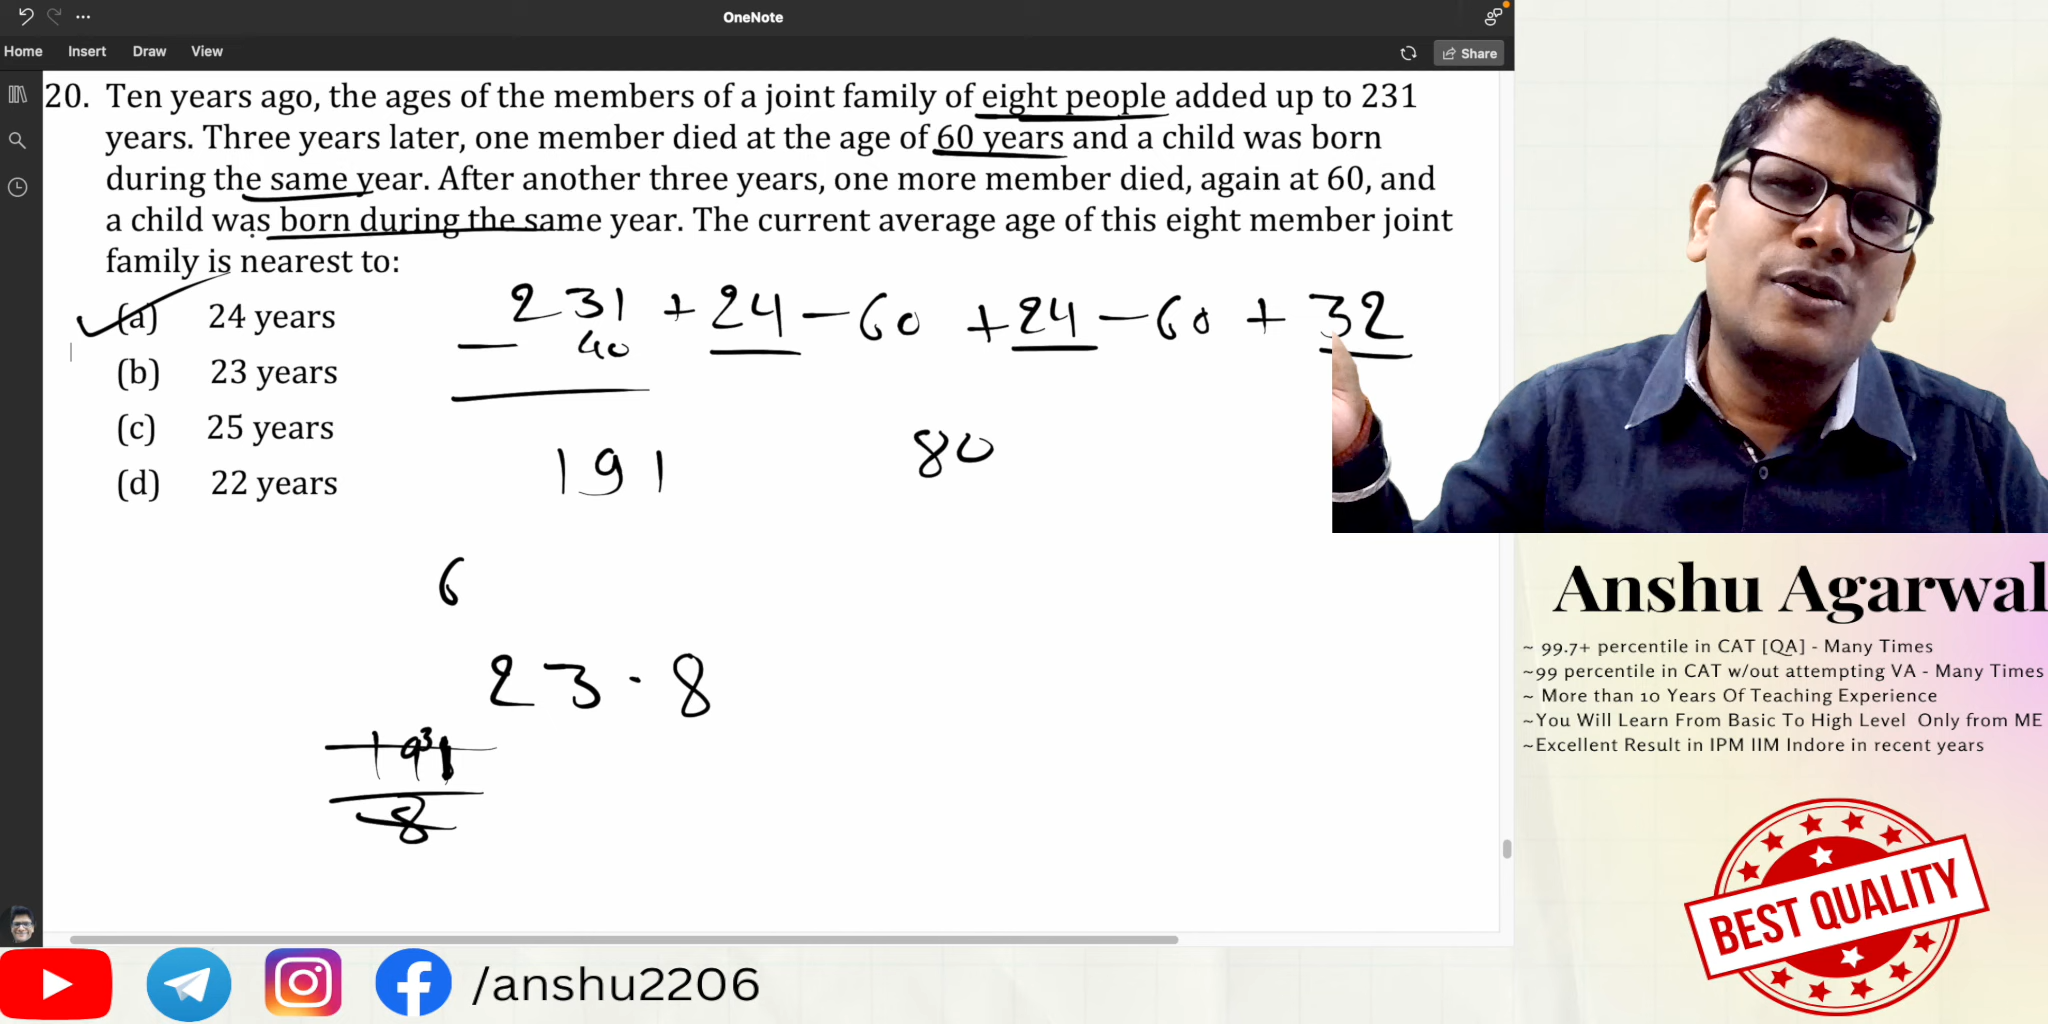 OneNote
Home Insert Draw View
Share
20. Ten years ago, the ages of the members of a joint family of eight people added up to 231
years. Three years later, one member died at the age of 60 years and a child was born
during the same year. After another three years, one more member died, again at 60, and
a child was born during the same year. The current average age of this eight member joint
family is nearest to:
(a) 24 years
(b) 23 years
(c) 25 years
(d) 22 years
231 + 24 - 60 + 24 - 60 + 32
- 40
191
80
6
23.8
8
Anshu Agarwal
~ 99.7+ percentile in CAT [QA] - Many Times
~99 percentile in CAT w/out attempting VA - Many Times
~ More than 10 Years Of Teaching Experience
~You Will Learn From Basic To High Level Only from ME
~Excellent Result in IPM IIM Indore in recent years
BEST QUALITY
/anshu2206